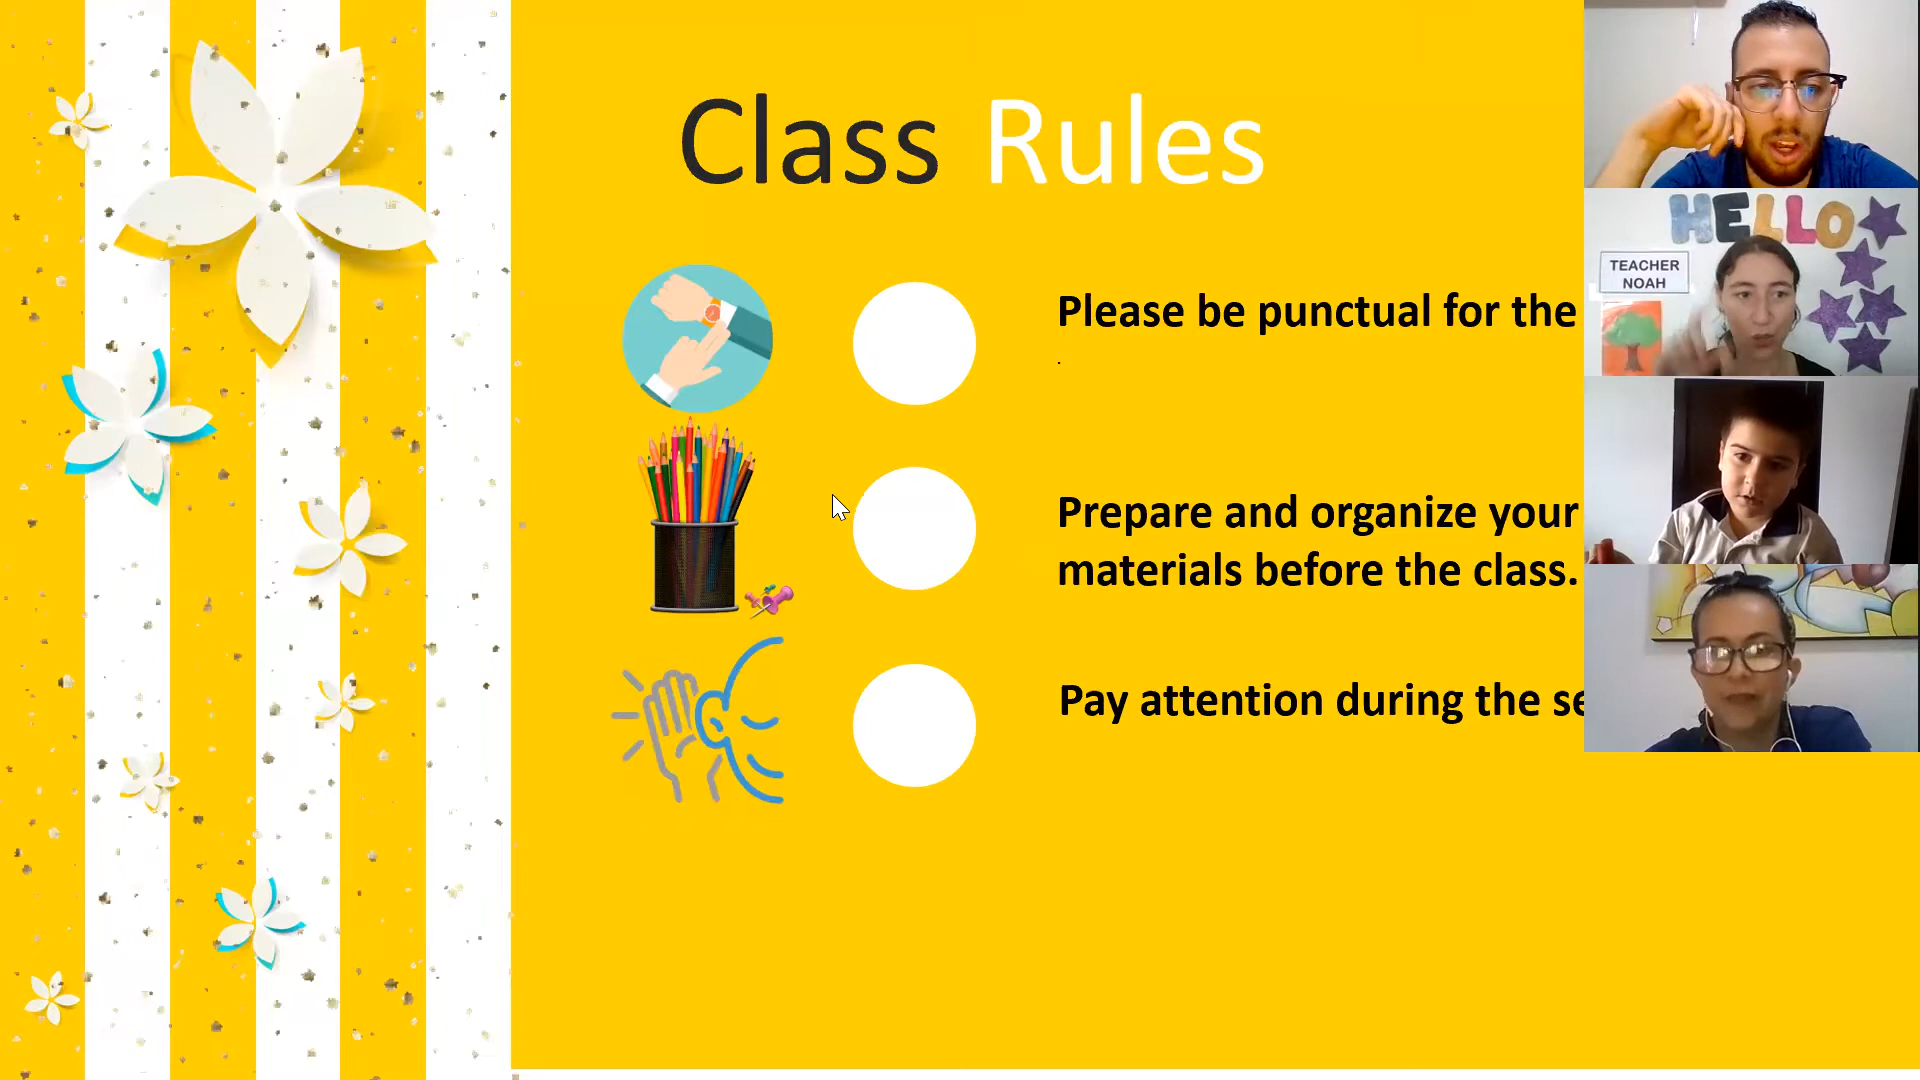 Class Rules
Please be punctual for the
.
Prepare and organize your
materials before the class.
Pay attention during the se
HELLO
TEACHER
NOAH